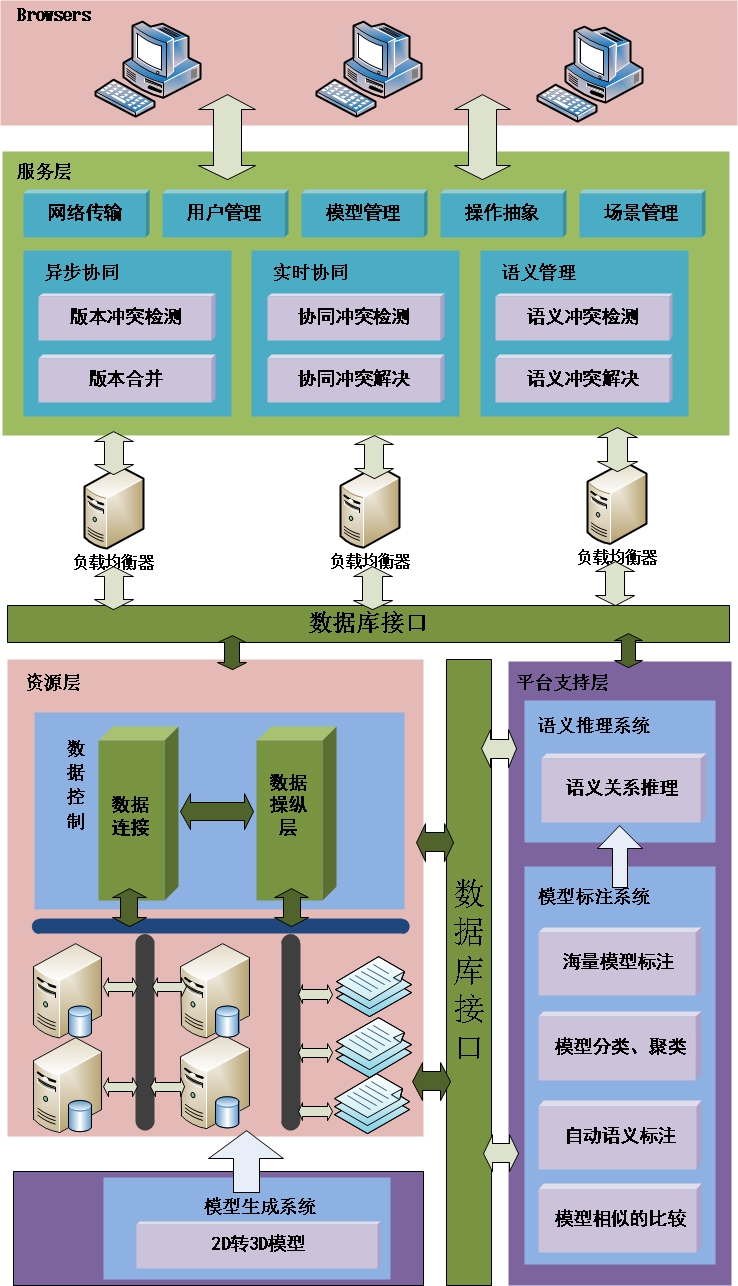 Browsers
服务层
网络传输
用户管理
模型管理
操作抽象
场景管理
异步协同
实时协同
语义管理
版本冲突检测
协同冲突检测
语义冲突检测
版本合并
协同冲突解决
语义冲突解决
负载均衡器
负载均衡器
负载均衡器
数据库接口
资源层
数据控制
数据
连接
数据
操纵
层
数据库接口
平台支持层
语义推理系统
语义关系推理
模型标注系统
海量模型标注
模型分类、聚类
自动语义标注
模型相似的比较
模型生成系统
2D转3D模型